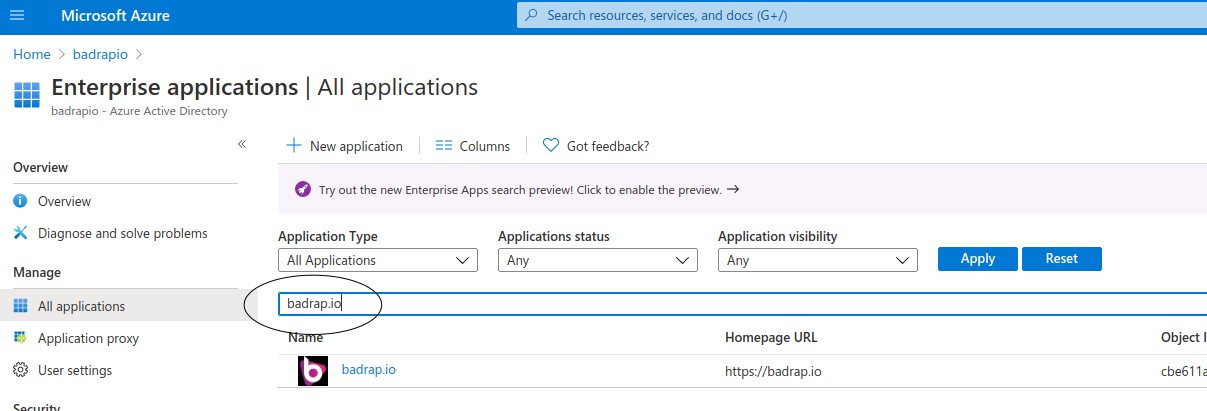 Microsoft Azure
Search resources, services, and docs (G+/)
Home > badrapio >
Enterprise applications | All applications
badrapio - Azure Active Directory
«
New application
Columns
Got feedback?
Overview
Try out the new Enterprise Apps search preview! Click to enable the preview. →
Overview
Diagnose and solve problems
Application Type
Applications status
Application visibility
All Applications
Any
Any
Apply
Reset
Manage
All applications
badrap.io
Application proxy
Name
Homepage URL
Object I
User settings
b
badrap.io
https://badrap.io
cbe611a
Security